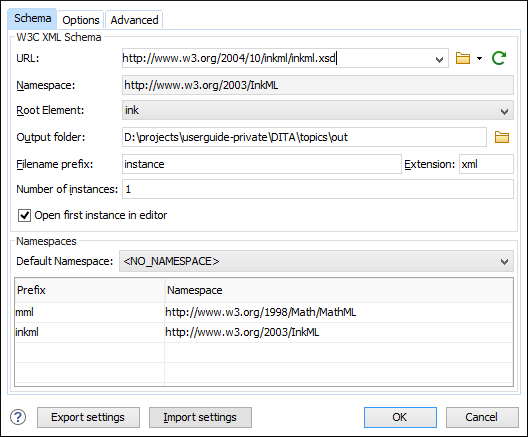 Schema Options Advanced
W3C XML Schema
URL: http://www.w3.org/2004/10/inkml/inkml.xsd
Namespace: http://www.w3.org/2003/InkML
Root Element: ink
Output folder: D:\projects\userguide-private\DITA\topics\out
Filename prefix: instance Extension: xml
Number of instances: 1
Open first instance in editor
Namespaces
Default Namespace: <NO_NAMESPACE>
Prefix Namespace
mml http://www.w3.org/1998/Math/MathML
inkml http://www.w3.org/2003/InkML
? Export settings Import settings OK Cancel